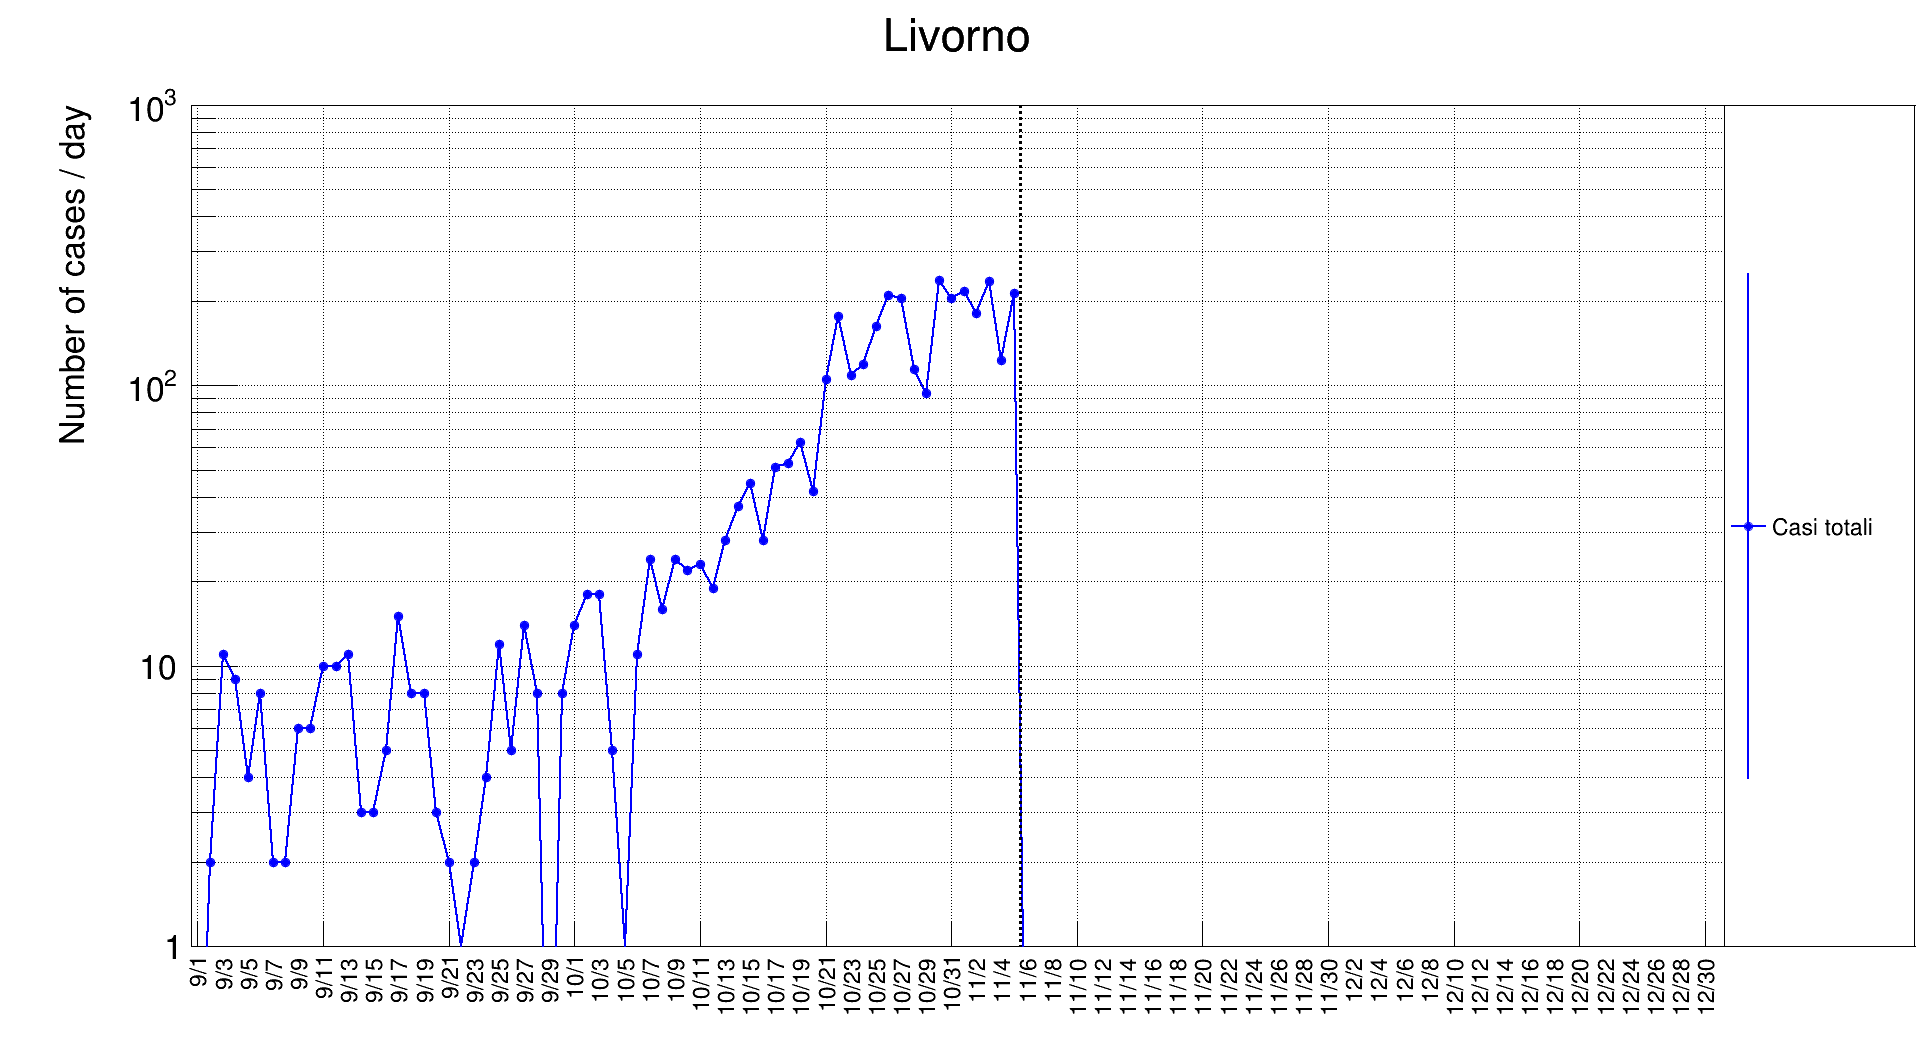 Livorno
Number of cases / day
10³
10²
10
1
9/1 9/3 9/5 9/7 9/9 9/11 9/13 9/15 9/17 9/19 9/21 9/23 9/25 9/27 9/29 10/1 10/3 10/5 10/7 10/9 10/11 10/13 10/15 10/17 10/19 10/21 10/23 10/25 10/27 10/29 10/31 11/2 11/4 11/6 11/8 11/10 11/12 11/14 11/16 11/18 11/20 11/22 11/24 11/26 11/28 11/30 12/2 12/4 12/6 12/8 12/10 12/12 12/14 12/16 12/18 12/20 12/22 12/24 12/26 12/28 12/30
Casi totali